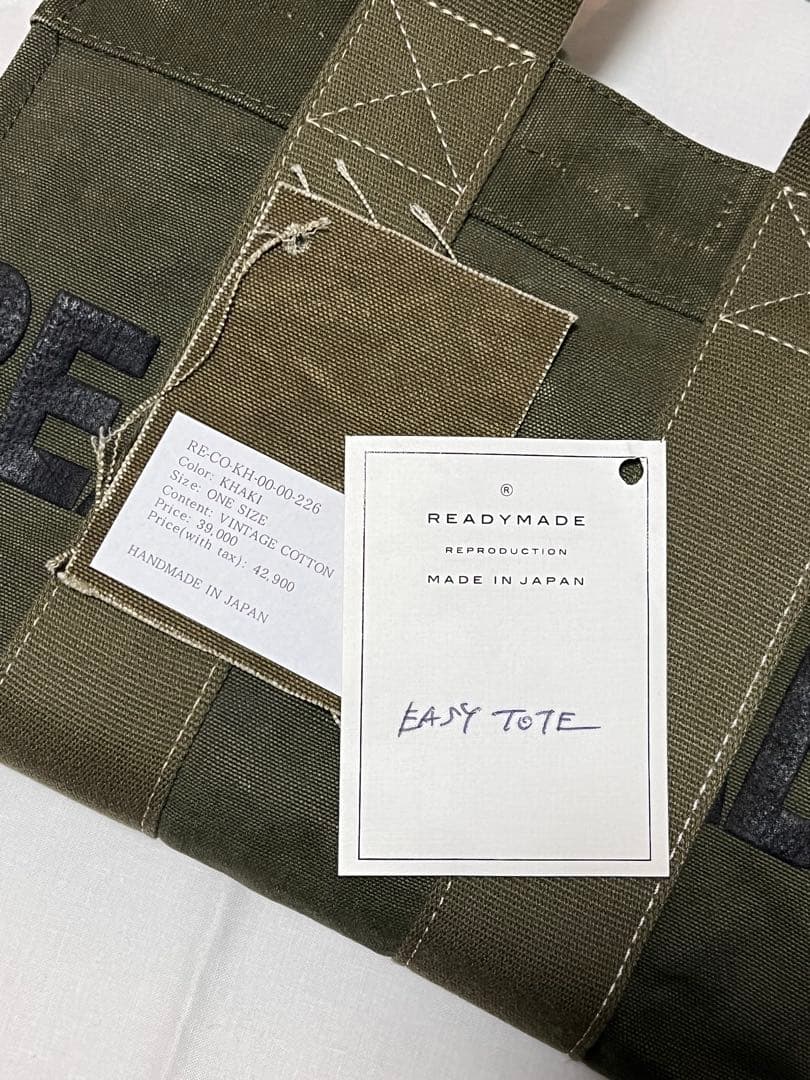 PE
RE-CO-KH-00-00-226
Color: KHAKI
Size: ONE SIZE
Content: VINTAGE COTTON
Price: 39,000
Price(with tax): 42,900
HANDMADE IN JAPAN
®
READYMADE
REPRODUCTION
MADE IN JAPAN
EASY TOTE